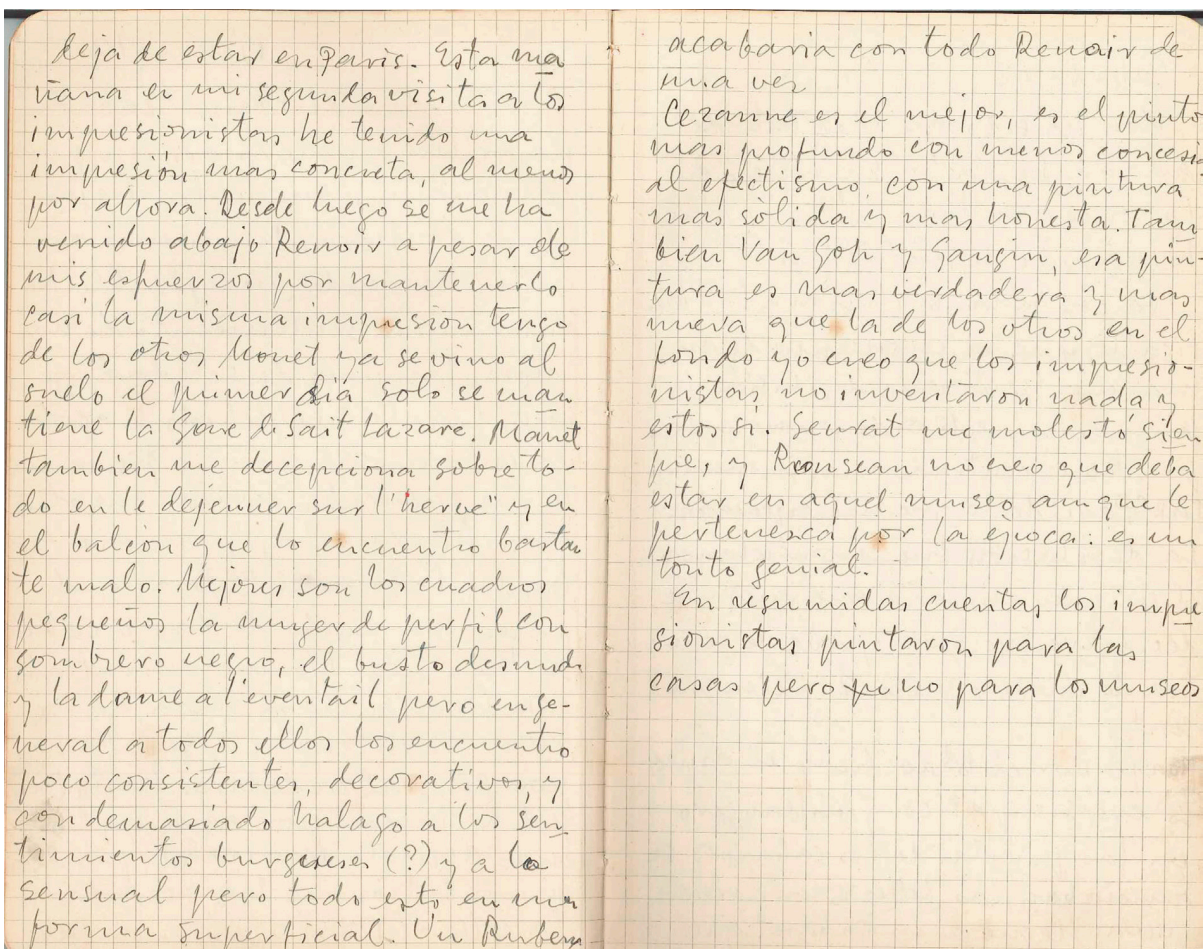 deja de estar en Paris. Esta ma
ñana en mi segunda visita a los
impresionistas he tenido una
impresión mas concreta, al menos
por ahora. Desde luego se me ha
venido abajo Renoir a pesar de
mis esfuerzos por mantenerlo
casi la misma impresion tengo
de los otros Monet ya se vino al
suelo el primer dia solo se man
tiene la Gare de Sait Lazare. Manet
tambien me decepciona sobre to-
do en le dejeuner sur l'"herve" y en
el balcon que lo encuentro bastan
te malo. Mejores son los cuadros
pequeños la muger de perfil con
sombrero negro, el busto desnudo
y la dame a l'eventail pero en ge-
neral a todos ellos los encuentro
poco consistentes, decorativos, y
con demasiado halago a los sen
timientos burgueses (?) y a lo
sensual pero todo esto en una
forma superficial. Un Rubens
acabaria con todo Renoir de
una vez
Cezanne es el mejor, es el pinto
mas profundo con menos concesio
al efectismo, con una pintura
mas sòlida y mas honesta. Tam
bien Van Goh y Gaugin, esa pin-
tura es mas verdadera y mas
nueva que la de los otros en el
fondo yo creo que los impresio-
nistas no inventaron nada y
estos si. Seurat me molestó siem
pre, y Rousseau no creo que deba
estar en aquel museo aunque le
pertenesca por la época: es un
tonto genial.
En resumidas cuentas los impre
sionistas pintaron para las
casas pero no para los museos